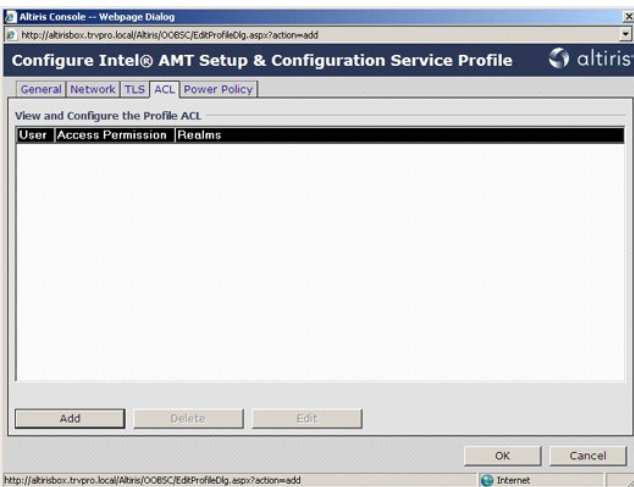 Altiris Console -- Webpage Dialog
http://altirisbox.trvpro.local/Altiris/OOBSC/EditProfileDlg.aspx?action=add
Configure Intel® AMT Setup & Configuration Service Profile
altiris
General Network TLS ACL Power Policy
View and Configure the Profile ACL
User Access Permission Realms
Add Delete Edit
OK Cancel
http://altirisbox.trvpro.local/Altiris/OOBSC/EditProfileDlg.aspx?action=add Internet